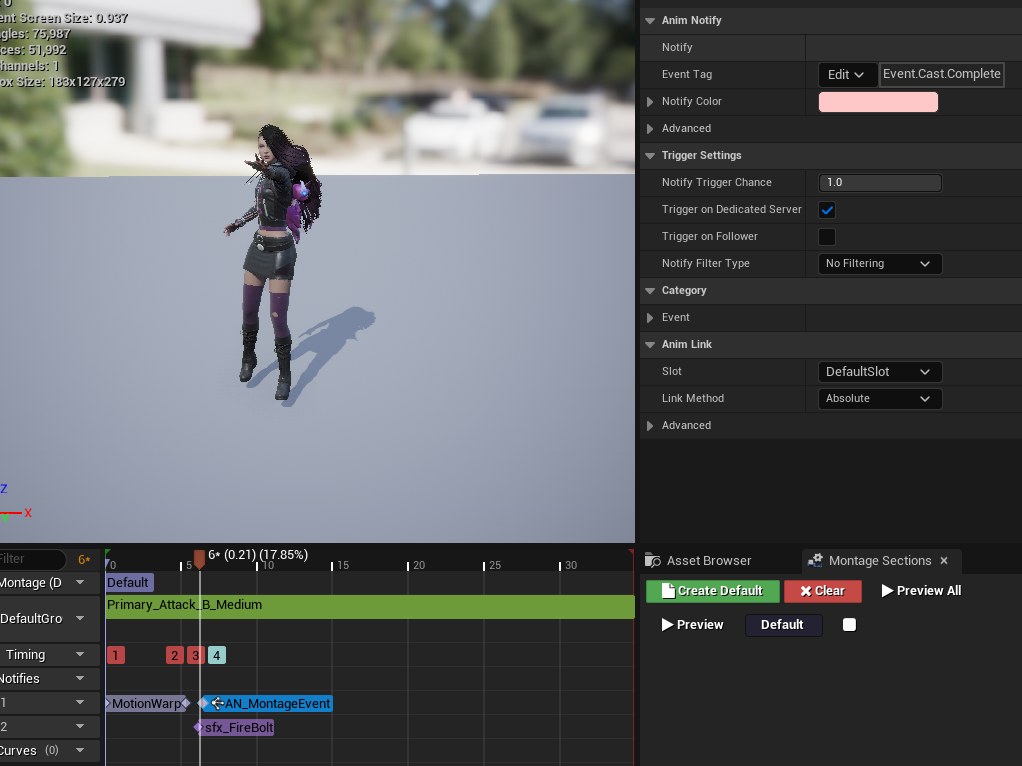 : 0
ent Screen Size: 0.937
ngles: 75,987
ces: 51,992
hannels: 1
ox Size: 183x127x279
Z
X
Y
Anim Notify
Notify
Event Tag Edit Event.Cast.Complete
Notify Color
Advanced
Trigger Settings
Notify Trigger Chance 1.0
Trigger on Dedicated Server
Trigger on Follower
Notify Filter Type No Filtering
Category
Event
Anim Link
Slot DefaultSlot
Link Method Absolute
Advanced
Filter 6*
6* (0.21) (17.85%)
0 5 10 15 20 25 30
Montage (D Default
DefaultGro Primary_Attack_B_Medium
Timing 1 2 3 4
Notifies
1 MotionWarp AN_MontageEvent
2 sfx_FireBolt
Curves (0)
Asset Browser Montage Sections ×
Create Default Clear Preview All
Preview Default